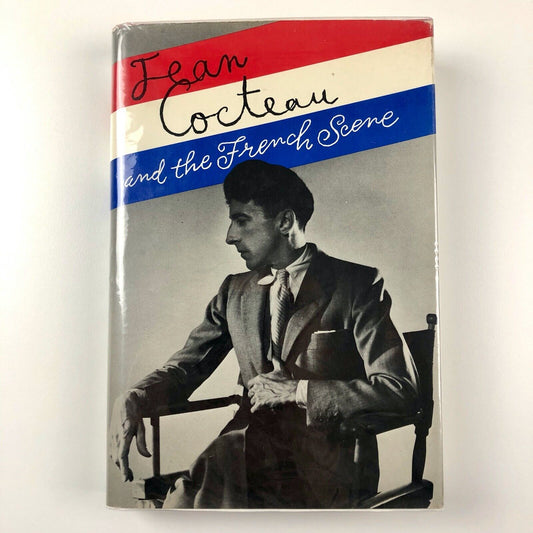 Jean
Cocteau
and the French Scene